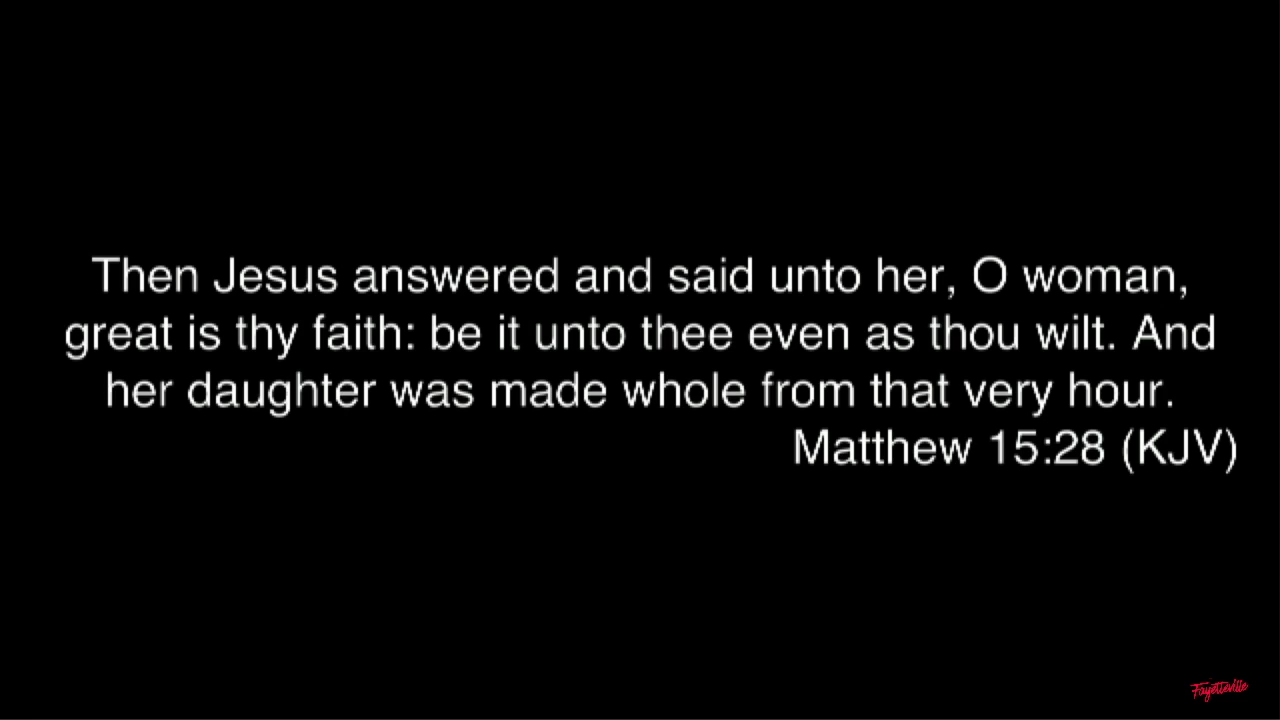 Then Jesus answered and said unto her, O woman,
great is thy faith: be it unto thee even as thou wilt. And
her daughter was made whole from that very hour.
Matthew 15:28 (KJV)
Fayetteville